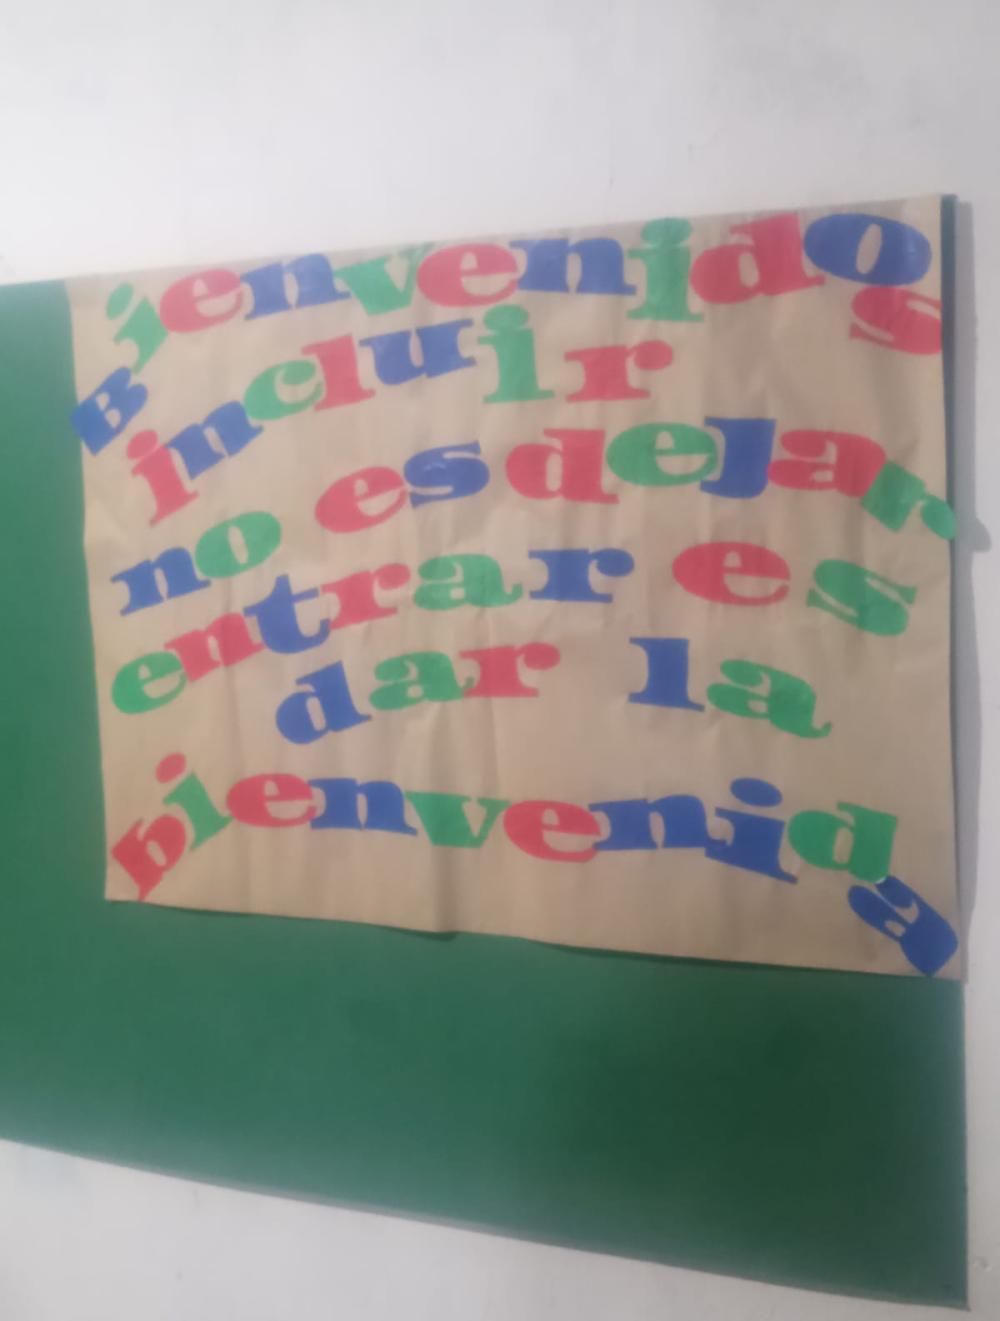 Bienvenidos
incluir
no es deJar
entrar es
dar la
bienvenida